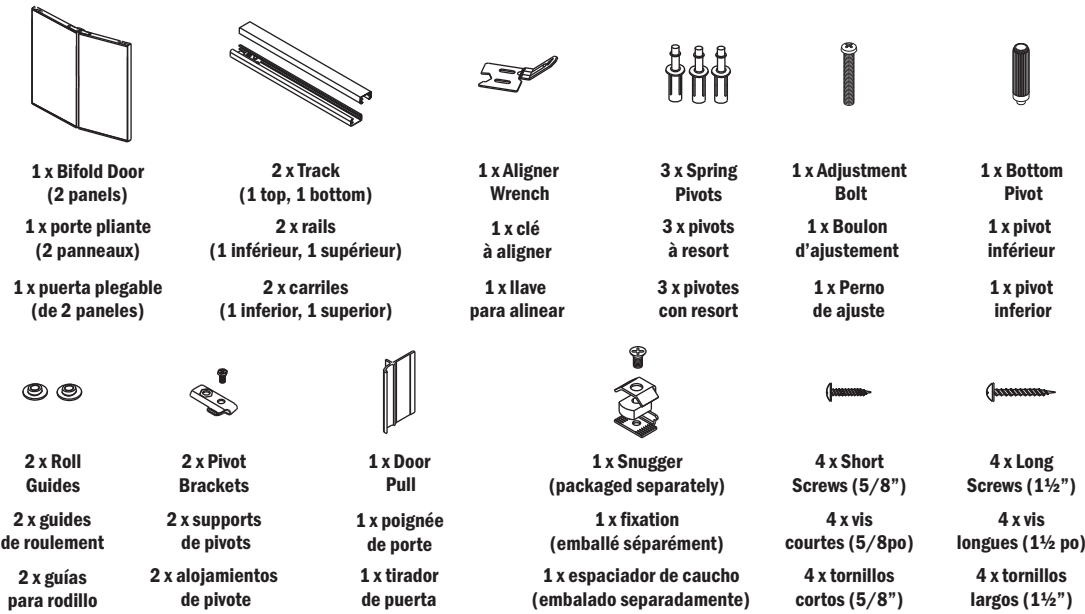 1 x Bifold Door
(2 panels)
1 x porte pliante
(2 panneaux)
1 x puerta plegable
(de 2 paneles)
2 x Track
(1 top, 1 bottom)
2 x rails
(1 inférieur, 1 supérieur)
2 x carriles
(1 inferior, 1 superior)
1 x Aligner
Wrench
1 x clé
à aligner
1 x llave
para alinear
3 x Spring
Pivots
3 x pivots
à resort
3 x pivotes
con resort
1 x Adjustment
Bolt
1 x Boulon
d'ajustement
1 x Perno
de ajuste
1 x Bottom
Pivot
1 x pivot
inférieur
1 x pivot
inferior
2 x Roll
Guides
2 x guides
de roulement
2 x guías
para rodillo
2 x Pivot
Brackets
2 x supports
de pivots
2 x alojamientos
de pivote
1 x Door
Pull
1 x poignée
de porte
1 x tirador
de puerta
1 x Snugger
(packaged separately)
1 x fixation
(emballé séparément)
1 x espaciador de caucho
(embalado separadamente)
4 x Short
Screws (5/8”)
4 x vis
courtes (5/8po)
4 x tornillos
cortos (5/8”)
4 x Long
Screws (1½”)
4 x vis
longues (1½ po)
4 x tornillos
largos (1½”)